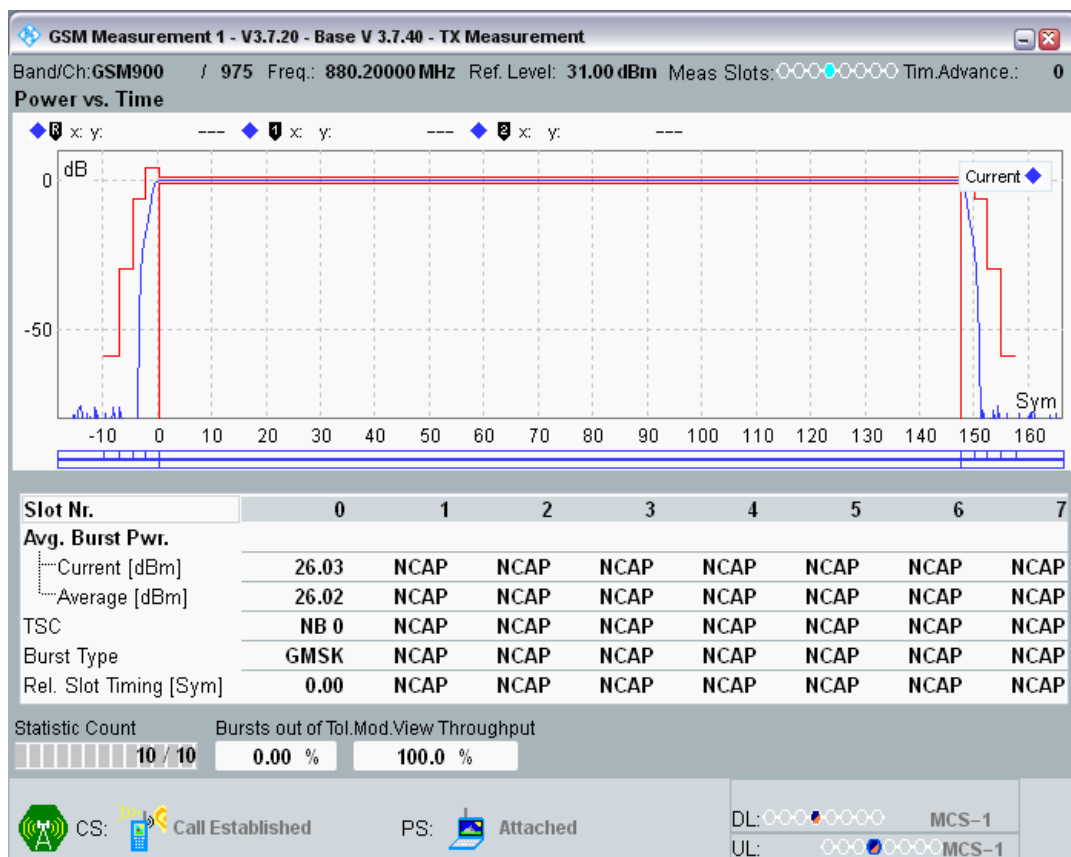 GSM Measurement 1 - V3.7.20 - Base V 3.7.40 - TX Measurement
Band/Ch:GSM900 / 975 Freq.: 880.20000 MHz Ref. Level: 31.00 dBm Meas Slots: Tim.Advance.: 0
Power vs. Time
R x: y: --- 1 x: y: --- 2 x: y: ---
dB
Current
0
-50
Sym
-10 0 10 20 30 40 50 60 70 80 90 100 110 120 130 140 150 160
Slot Nr. 0 1 2 3 4 5 6 7
Avg. Burst Pwr.
Current [dBm] 26.03 NCAP NCAP NCAP NCAP NCAP NCAP NCAP
Average [dBm] 26.02 NCAP NCAP NCAP NCAP NCAP NCAP NCAP
TSC NB 0 NCAP NCAP NCAP NCAP NCAP NCAP NCAP
Burst Type GMSK NCAP NCAP NCAP NCAP NCAP NCAP NCAP
Rel. Slot Timing [Sym] 0.00 NCAP NCAP NCAP NCAP NCAP NCAP NCAP
Statistic Count Bursts out of Tol.Mod.View Throughput
10 / 10 0.00 % 100.0 %
CS: Call Established PS: Attached DL: MCS-1
UL: MCS-1